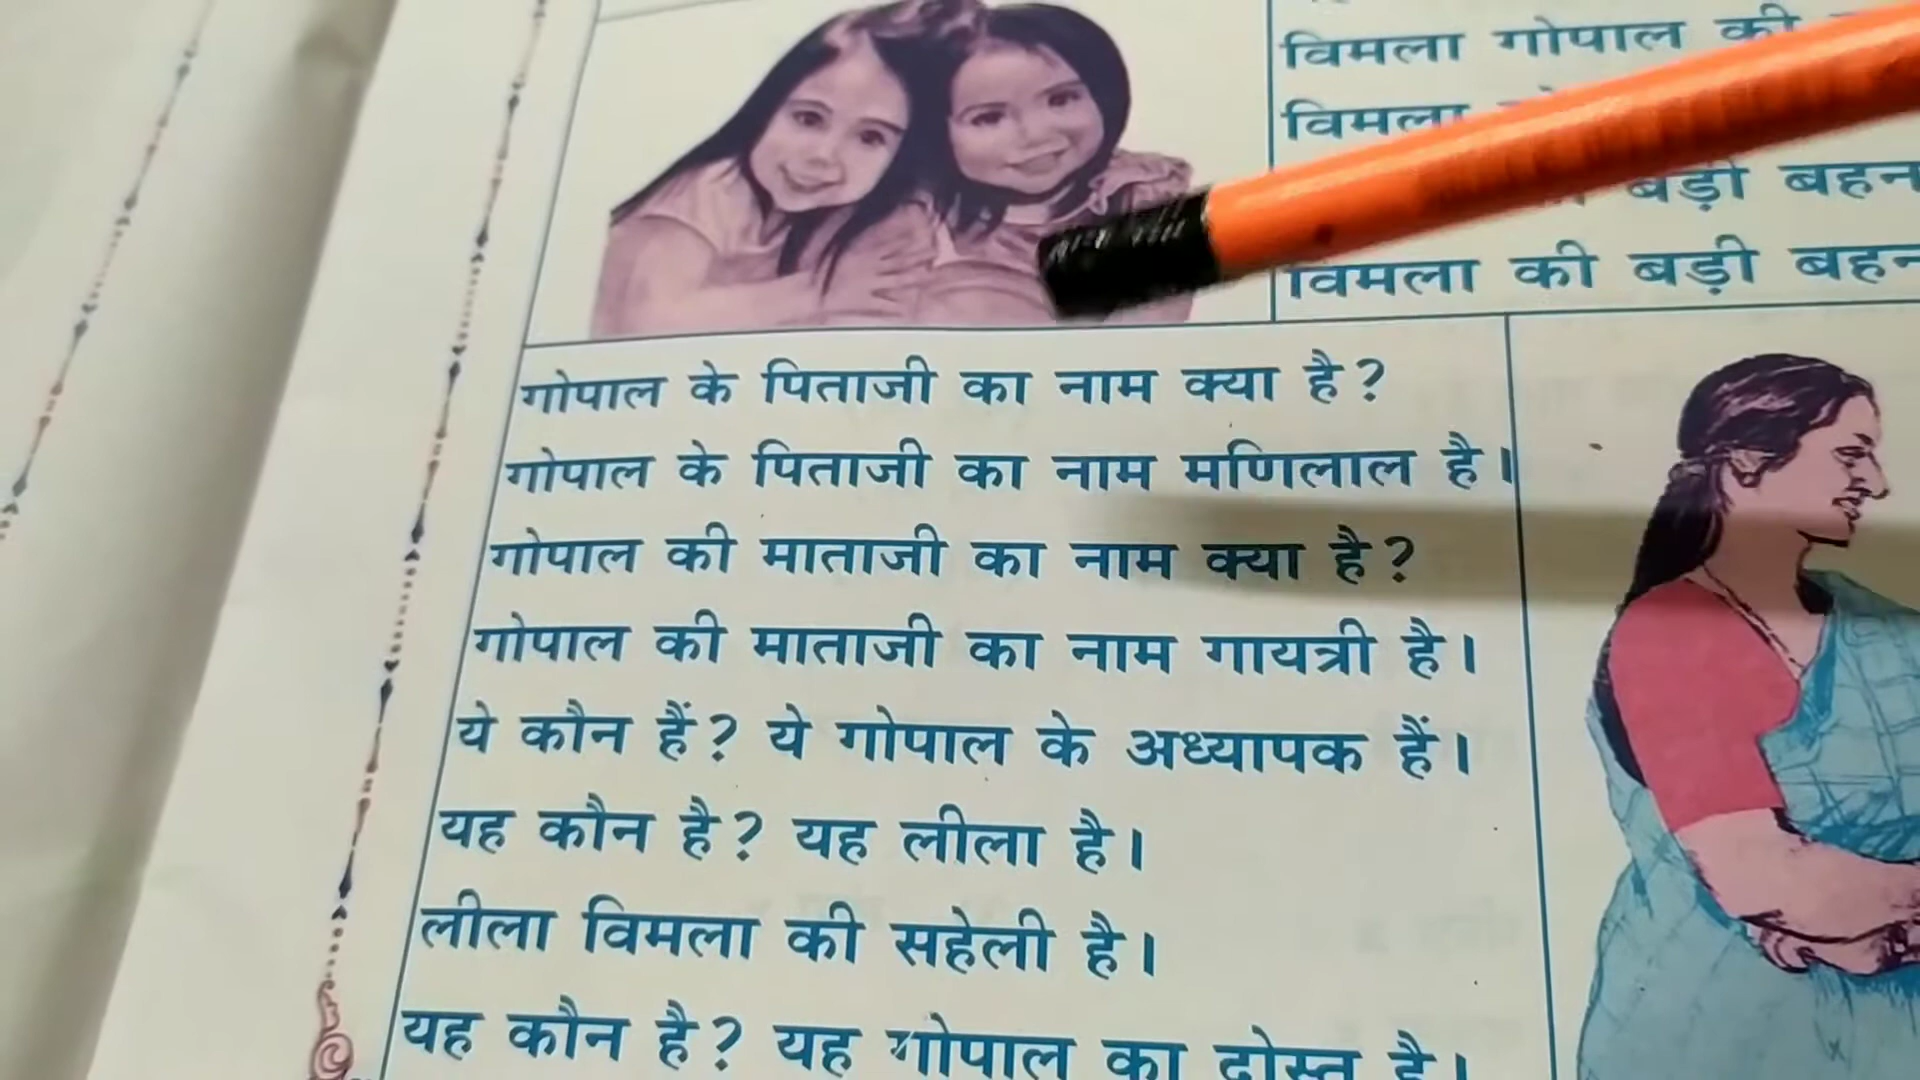 विमला गोपाल की
विमला
बड़ी बहन
विमला की बड़ी बहन
गोपाल के पिताजी का नाम क्या है?
गोपाल के पिताजी का नाम मणिलाल है।
गोपाल की माताजी का नाम क्या है?
गोपाल की माताजी का नाम गायत्री है।
ये कौन हैं? ये गोपाल के अध्यापक हैं।
यह कौन है? यह लीला है।
लीला विमला की सहेली है।
यह कौन है? यह गोपाल का दोस्त है।